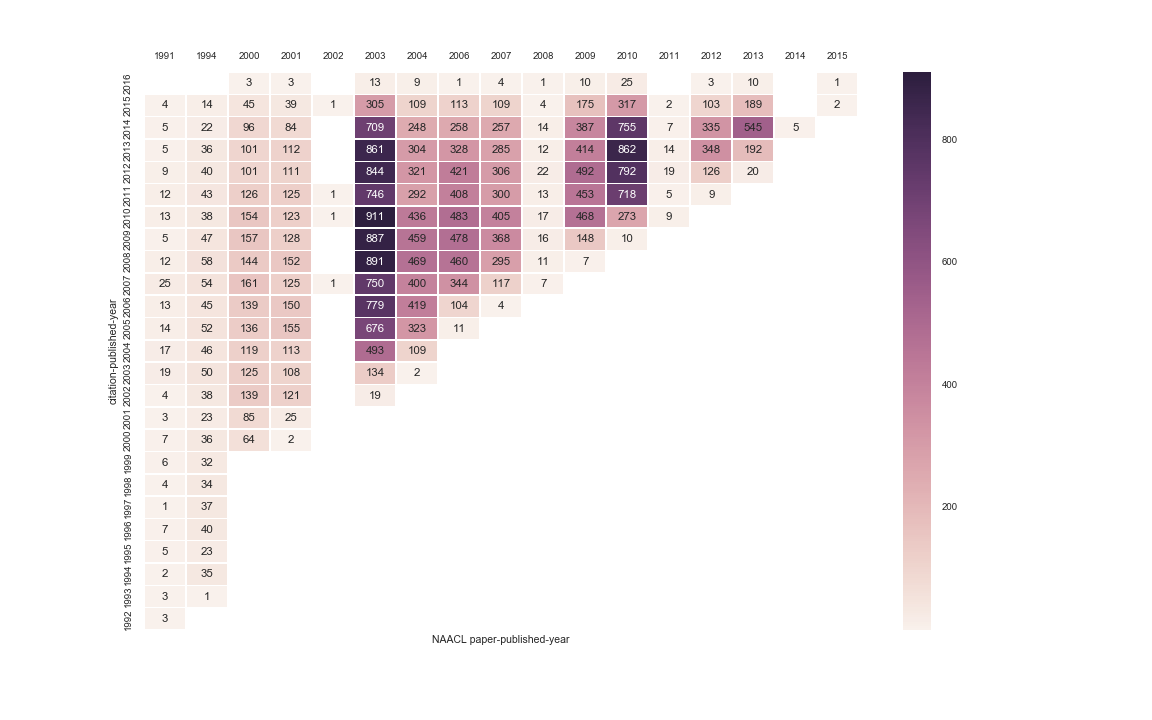 1991 1994 2000 2001 2002 2003 2004 2006 2007 2008 2009 2010 2011 2012 2013 2014 2015
2016 3 3 13 9 1 4 1 10 25 3 10 1
2015 4 14 45 39 1 305 109 113 109 4 175 317 2 103 189 2
2014 5 22 96 84 709 248 258 257 14 387 755 7 335 545 5
2013 5 36 101 112 861 304 328 285 12 414 862 14 348 192
2012 9 40 101 111 844 321 421 306 22 492 792 19 126 20
2011 12 43 126 125 1 746 292 408 300 13 453 718 5 9
2010 13 38 154 123 1 911 436 483 405 17 468 273 9
2009 5 47 157 128 887 459 478 368 16 148 10
2008 12 58 144 152 891 469 460 295 11 7
2007 25 54 161 125 1 750 400 344 117 7
2006 13 45 139 150 779 419 104 4
2005 14 52 136 155 676 323 11
2004 17 46 119 113 493 109
2003 19 50 125 108 134 2
2002 4 38 139 121 19
2001 3 23 85 25
2000 7 36 64 2
1999 6 32
1998 4 34
1997 1 37
1996 7 40
1995 5 23
1994 2 35
1993 3 1
1992 3
citation-published-year
NAACL paper-published-year
800
600
400
200